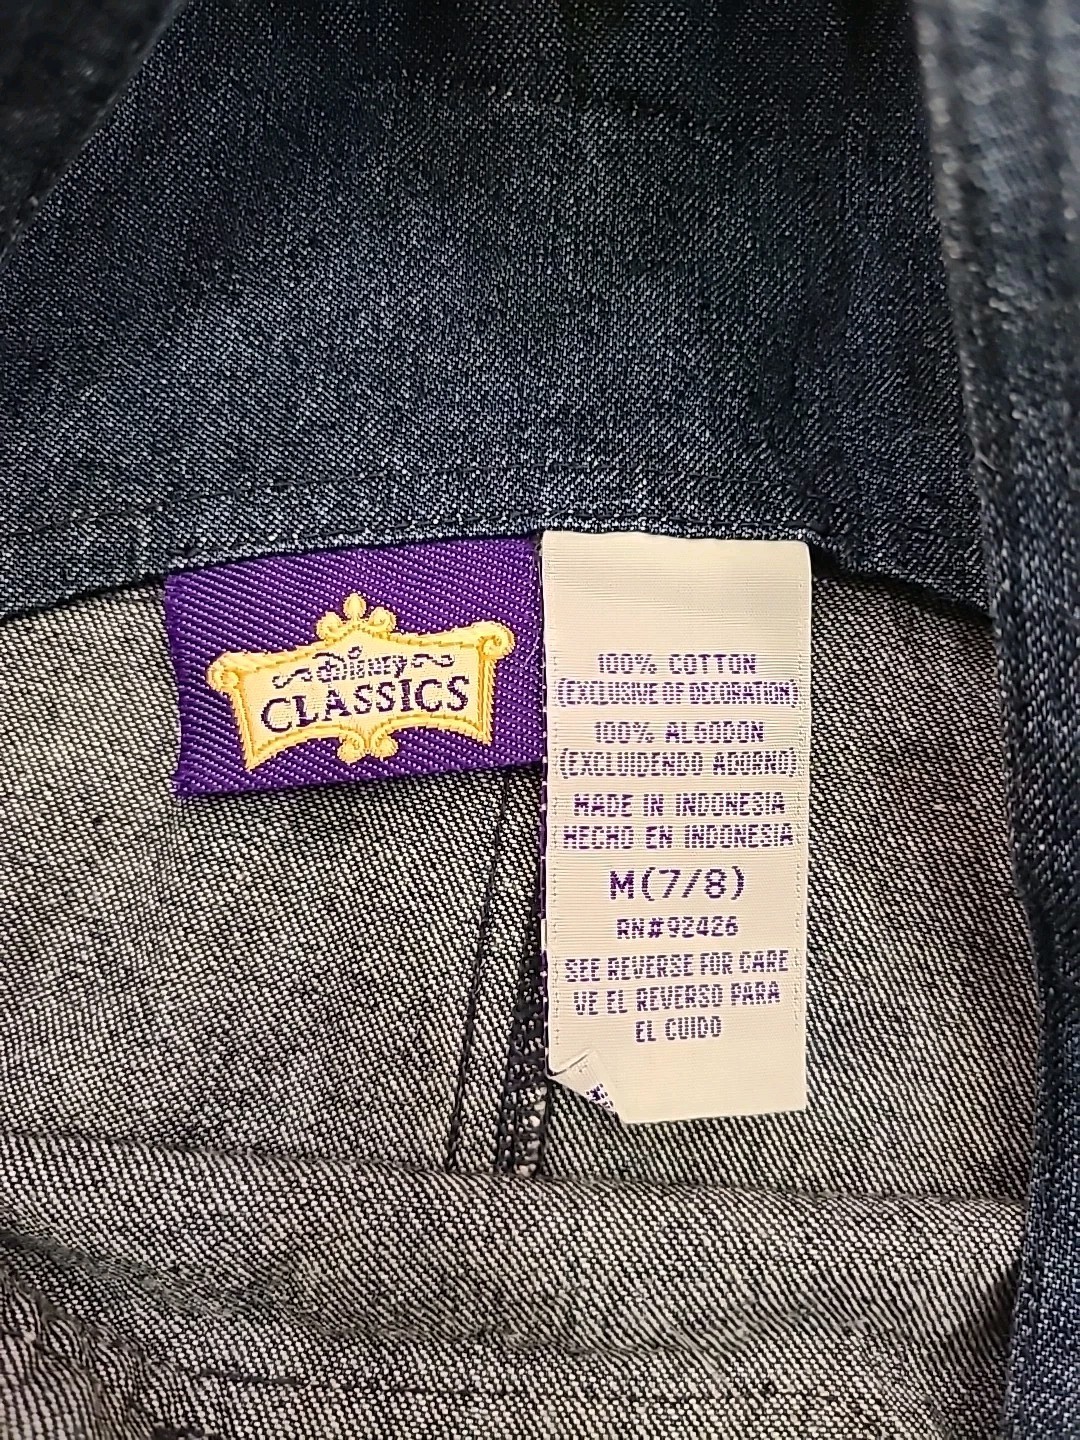 Disney
CLASSICS
100% COTTON
(EXCLUSIVE OF DECORATION)
100% ALGODON
(EXCLUIDENDO ADORNO)
MADE IN INDONESIA
HECHO EN INDONESIA
M(7/8)
RN#92426
SEE REVERSE FOR CARE
VE EL REVERSO PARA
EL CUIDO